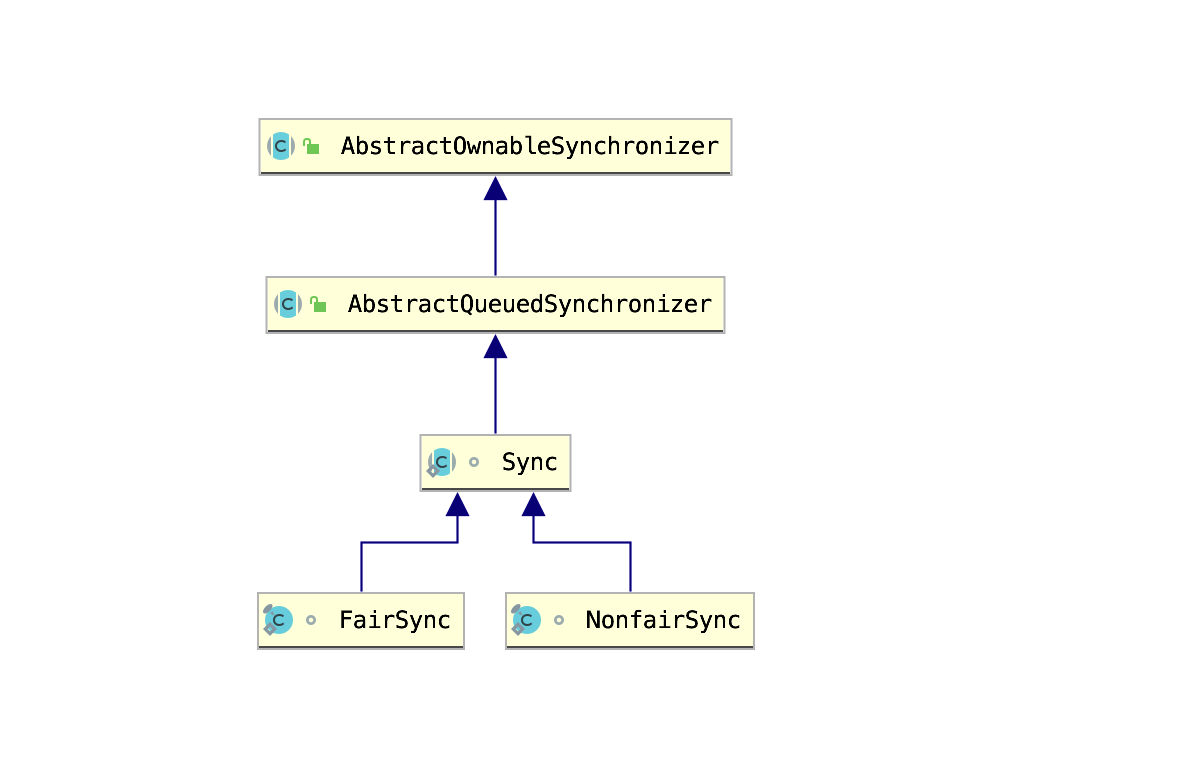 AbstractOwnableSynchronizer
AbstractQueuedSynchronizer
Sync
FairSync
NonfairSync